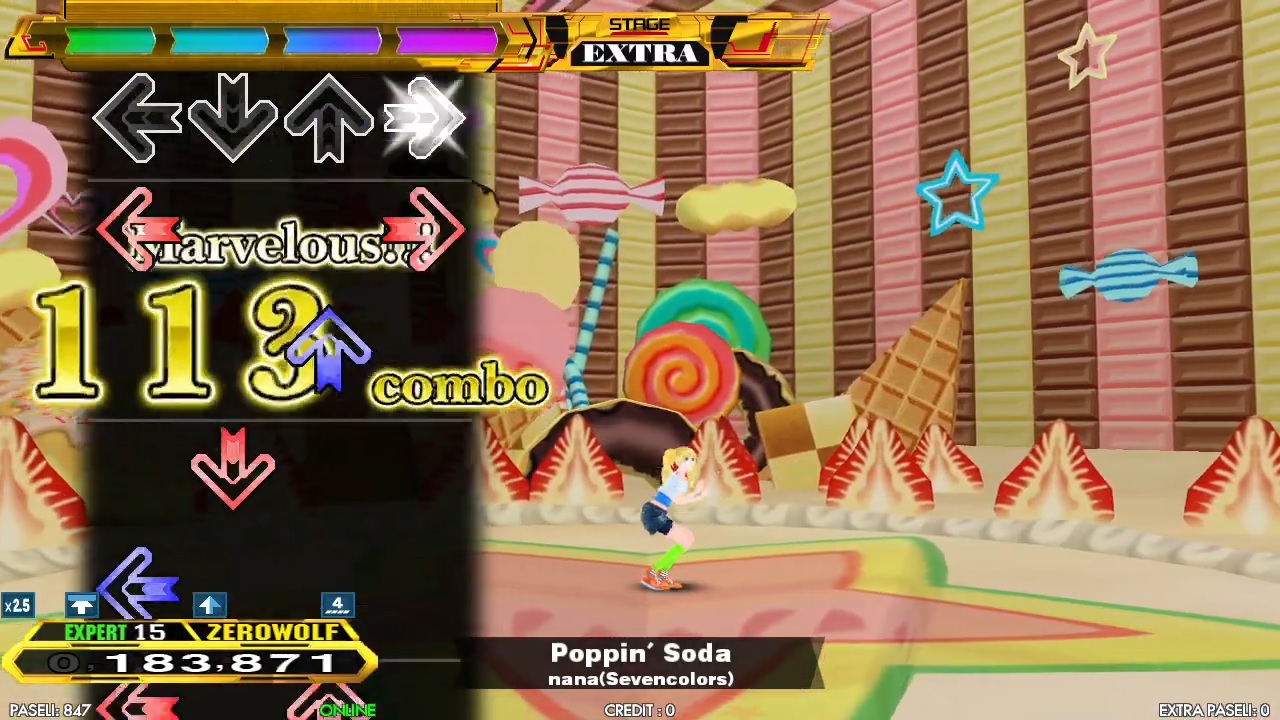 STAGE
EXTRA
Marvelous...
113
combo
x2.5
4
EXPERT 15 ZEROWOLF
0,183,871
Poppin' Soda
nana(Sevencolors)
PASELI: 847
ONLINE
CREDIT : 0
EXTRA PASELI: 0